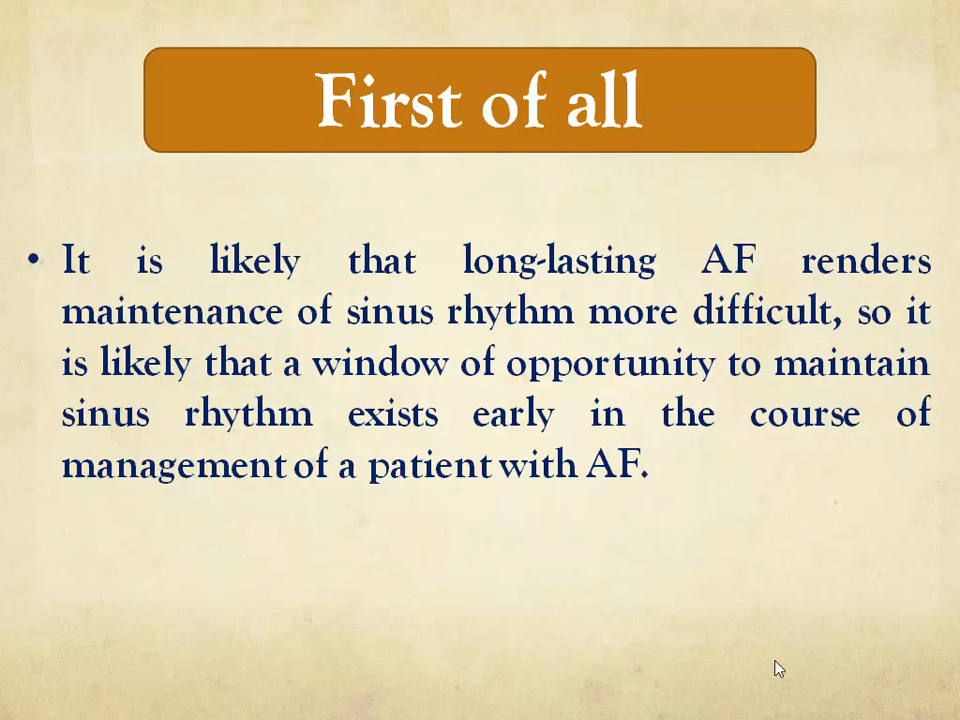 First of all
• It is likely that long-lasting AF renders
maintenance of sinus rhythm more difficult, so it
is likely that a window of opportunity to maintain
sinus rhythm exists early in the course of
management of a patient with AF.